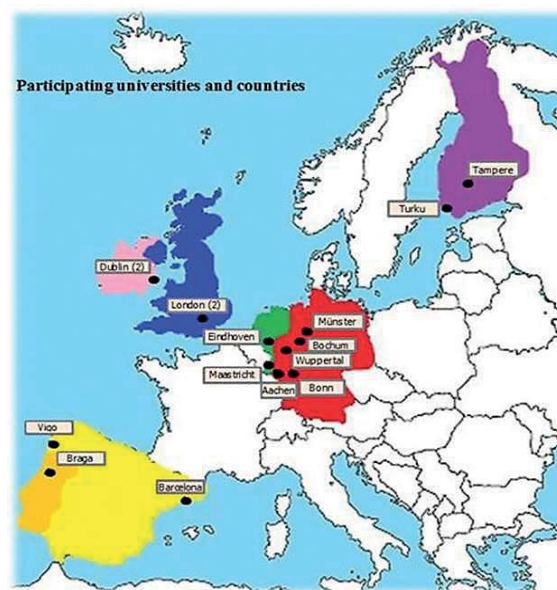 Participating universities and countries
Tampere
Turku
Dublin (2)
London (2)
Münster
Eindhoven
Bochum
Wuppertal
Maastricht
Aachen
Bonn
Vigo
Braga
Barcelona